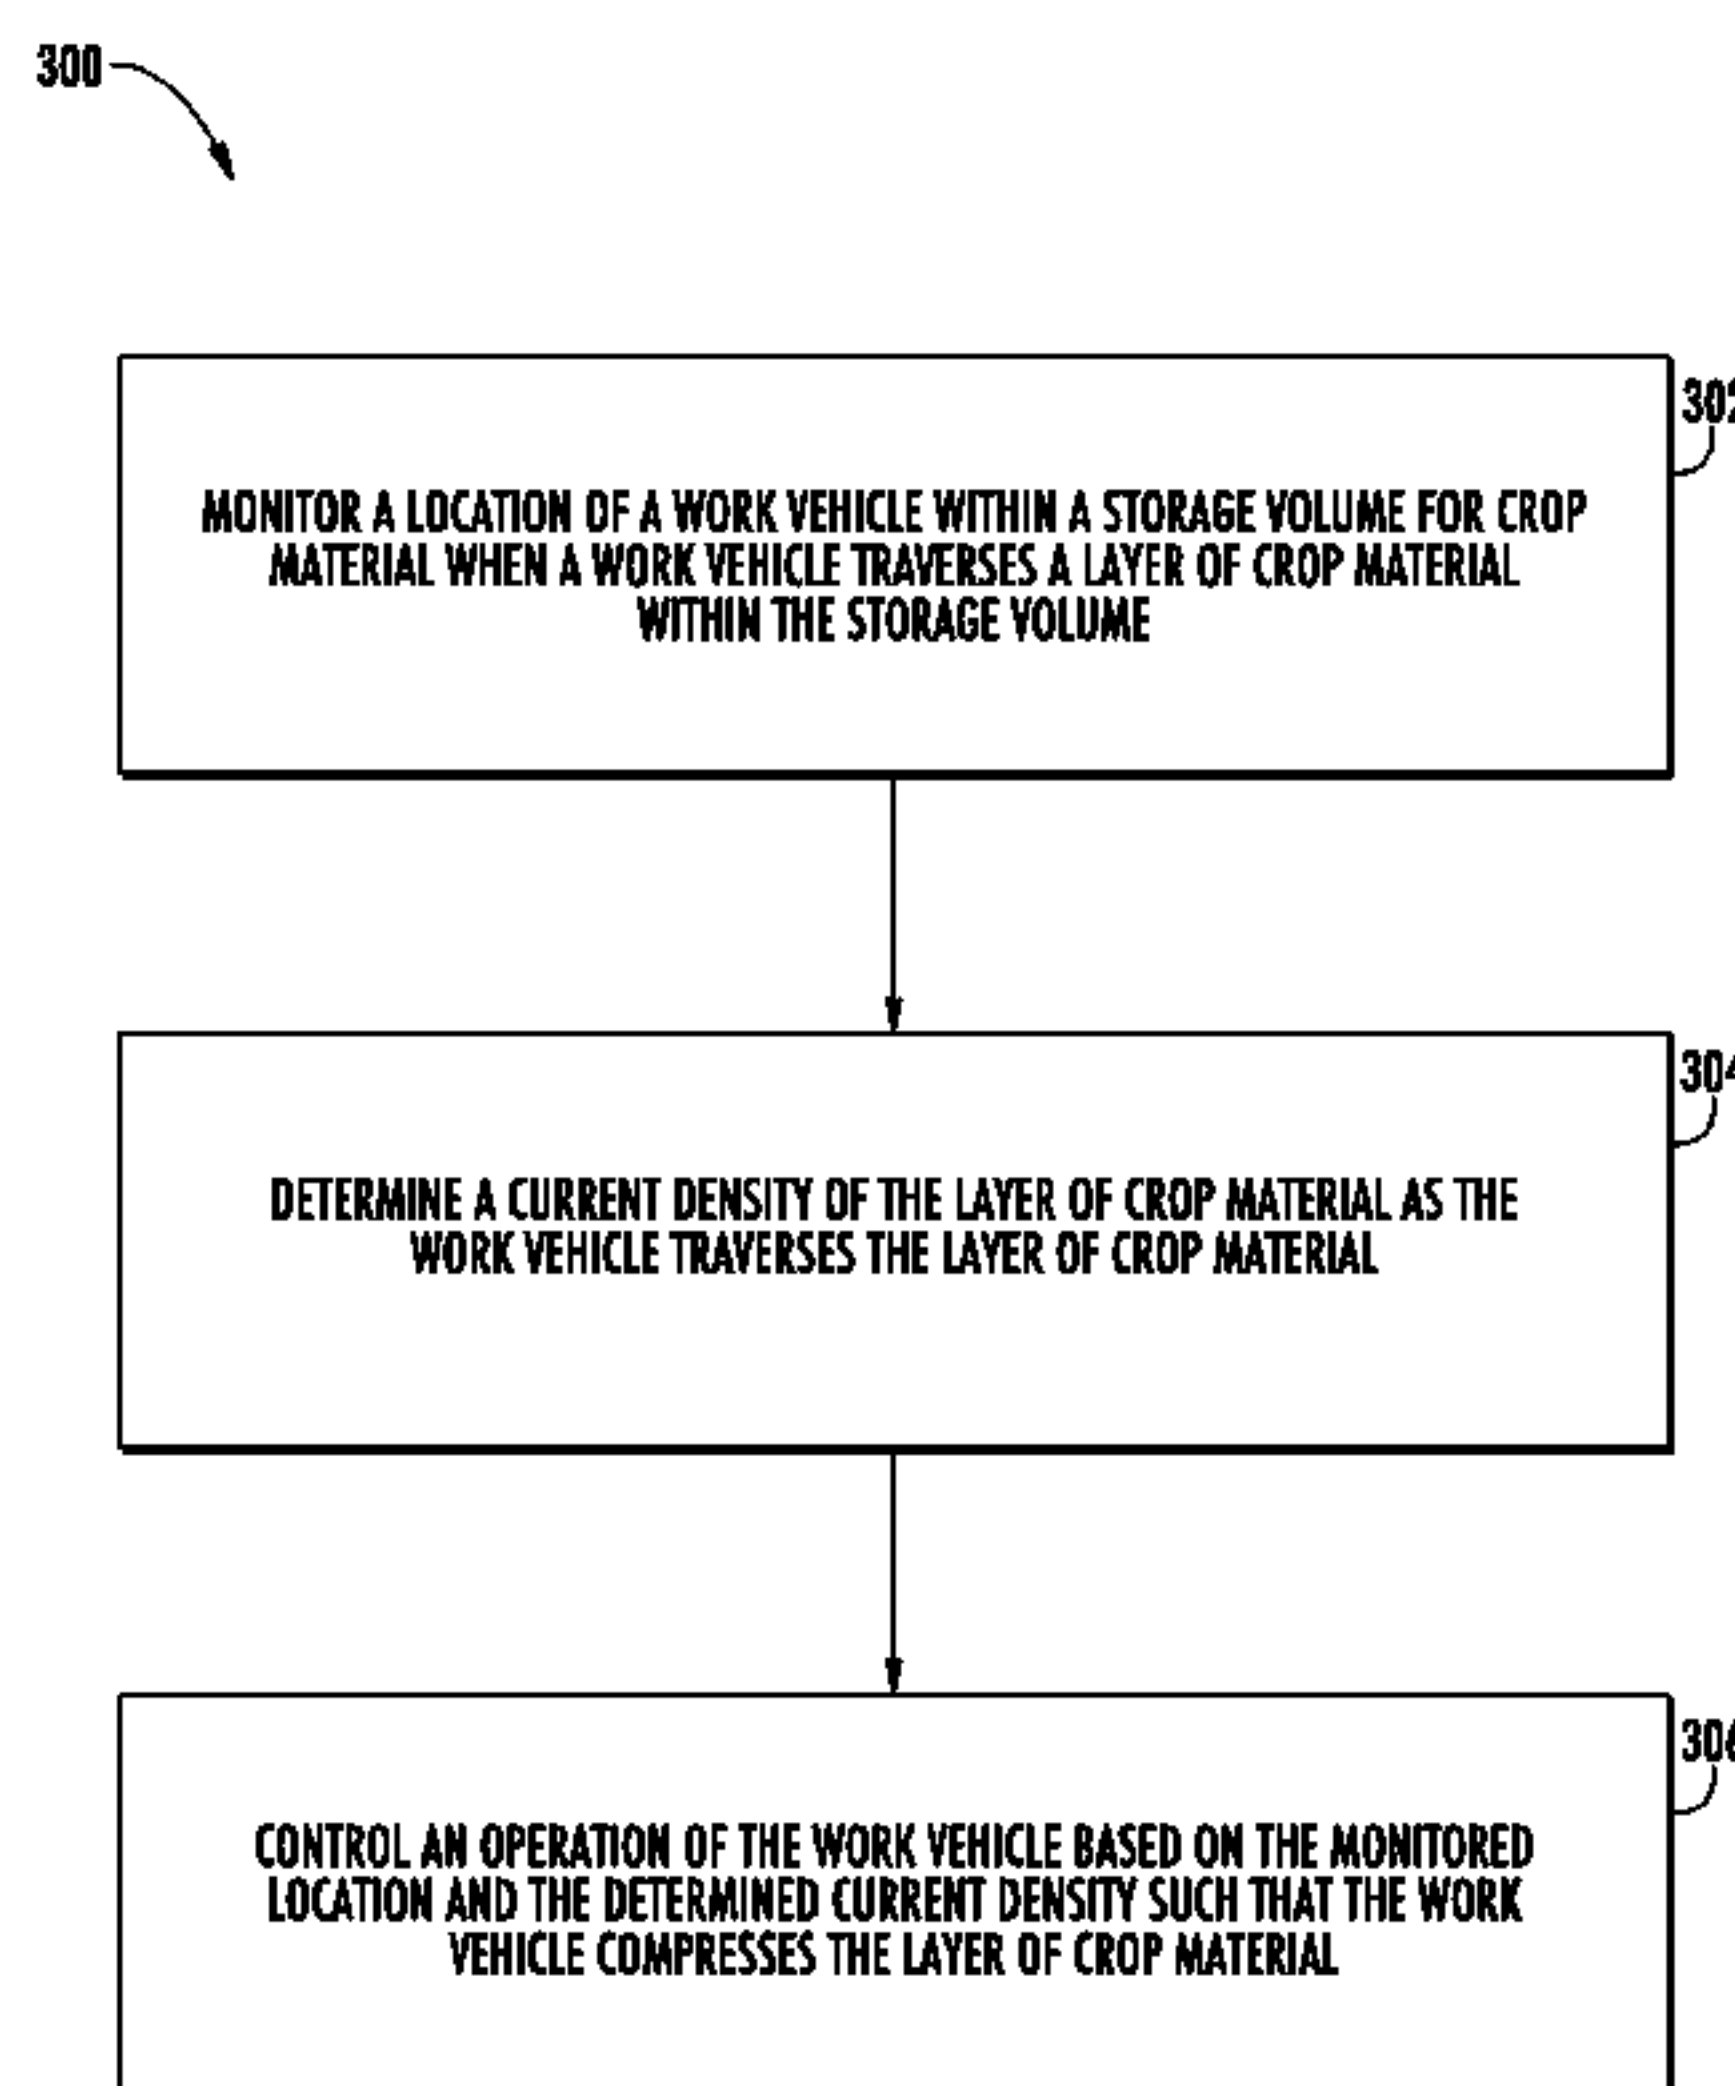 300
302
MONITOR A LOCATION OF A WORK VEHICLE WITHIN A STORAGE VOLUME FOR CROP
MATERIAL WHEN A WORK VEHICLE TRAVERSES A LAYER OF CROP MATERIAL
WITHIN THE STORAGE VOLUME
304
DETERMINE A CURRENT DENSITY OF THE LAYER OF CROP MATERIAL AS THE
WORK VEHICLE TRAVERSES THE LAYER OF CROP MATERIAL
306
CONTROL AN OPERATION OF THE WORK VEHICLE BASED ON THE MONITORED
LOCATION AND THE DETERMINED CURRENT DENSITY SUCH THAT THE WORK
VEHICLE COMPRESSES THE LAYER OF CROP MATERIAL